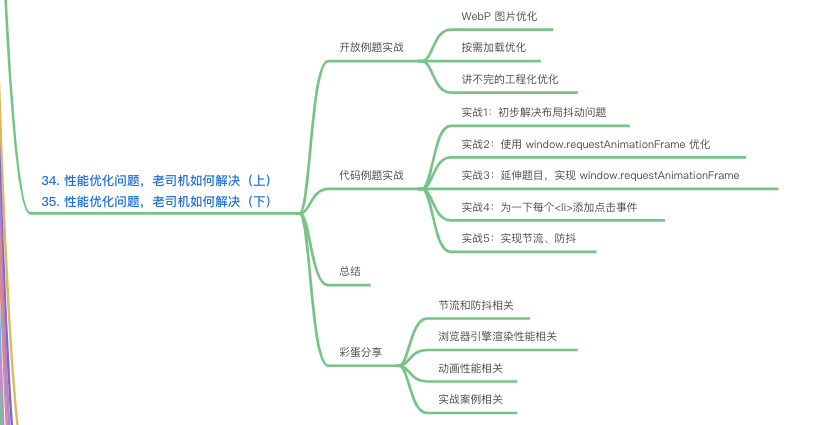 34. 性能优化问题，老司机如何解决（上）
35. 性能优化问题，老司机如何解决（下）
开放例题实战
WebP 图片优化
按需加载优化
讲不完的工程化优化
代码例题实战
实战1：初步解决布局抖动问题
实战2：使用 window.requestAnimationFrame 优化
实战3：延伸题目，实现 window.requestAnimationFrame
实战4：为一下每个<li>添加点击事件
实战5：实现节流、防抖
总结
彩蛋分享
节流和防抖相关
浏览器引擎渲染性能相关
动画性能相关
实战案例相关